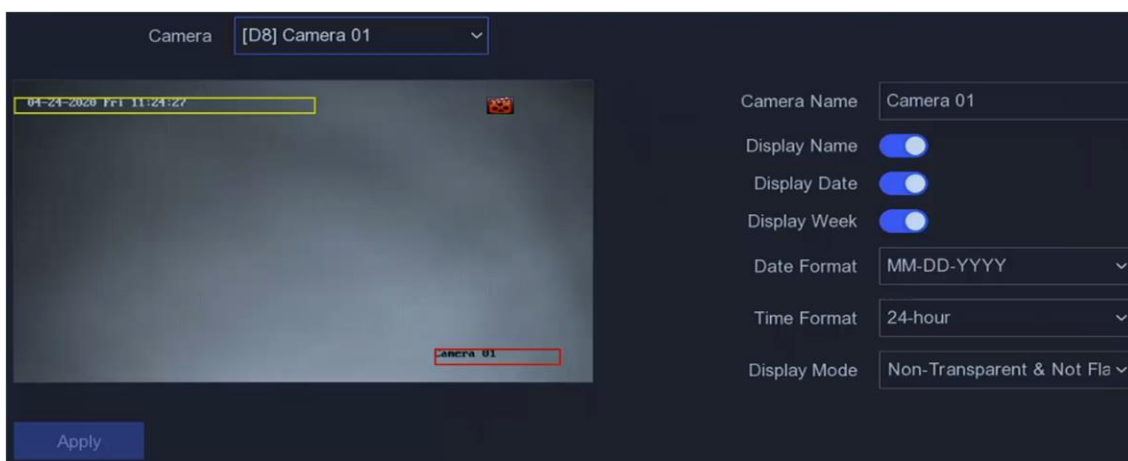 Camera [D8] Camera 01
04-24-2020 Fri 11:24:27
Camera 01
Camera Name Camera 01
Display Name
Display Date
Display Week
Date Format MM-DD-YYYY
Time Format 24-hour
Display Mode Non-Transparent & Not Fla
Apply